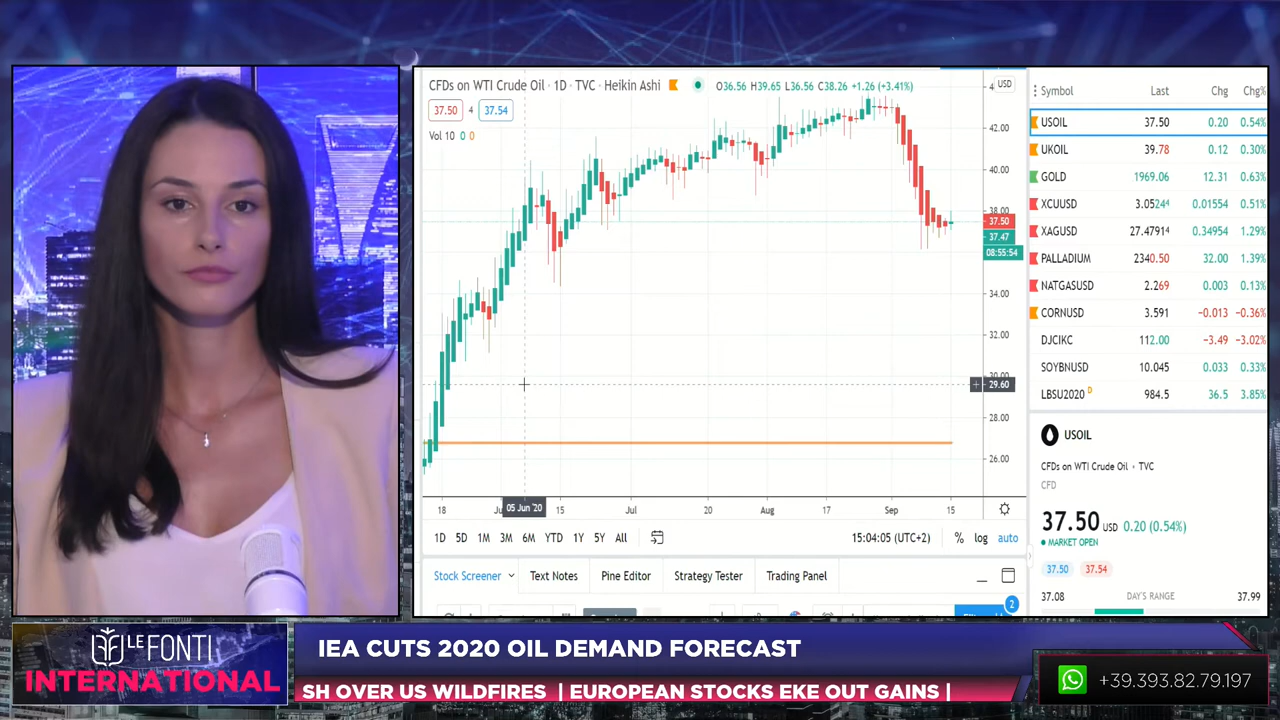 CFDs on WTI Crude Oil · 1D · TVC · Heikin Ashi
O36.56 H39.65 L36.56 C38.26 +1.26 (+3.41%)
USD
37.50 4 37.54
Vol 10 0 0
42.00
40.00
38.00
37.50
37.47
08:55:54
34.00
32.00
30.00
29.60
28.00
26.00
18
05 Jun '20
15 Jul 20 Aug 17 Sep 15
1D 5D 1M 3M 6M YTD 1Y 5Y All
15:04:05 (UTC+2) % log auto
Stock Screener Text Notes Pine Editor Strategy Tester Trading Panel
2
Symbol Last Chg Chg%
USOIL 37.50 0.20 0.54%
UKOIL 39.78 0.12 0.30%
GOLD 1969.06 12.31 0.63%
XCUUSD 3.05244 0.01554 0.51%
XAGUSD 27.4791⁴ 0.34954 1.29%
PALLADIUM 2340.50 32.00 1.39%
NATGASUSD 2.269 0.003 0.13%
CORNUSD 3.591 −0.013 −0.36%
DJCIKC 112.00 −3.49 −3.02%
SOYBNUSD 10.045 0.033 0.33%
LBSU2020 D 984.5 36.5 3.85%
USOIL
CFDs on WTI Crude Oil · TVC
CFD
37.50 USD 0.20 (0.54%)
MARKET OPEN
37.50 37.54
37.08 DAY'S RANGE 37.99
LE FONTI
INTERNATIONAL
IEA CUTS 2020 OIL DEMAND FORECAST
SH OVER US WILDFIRES | EUROPEAN STOCKS EKE OUT GAINS |
+39.393.82.79.197